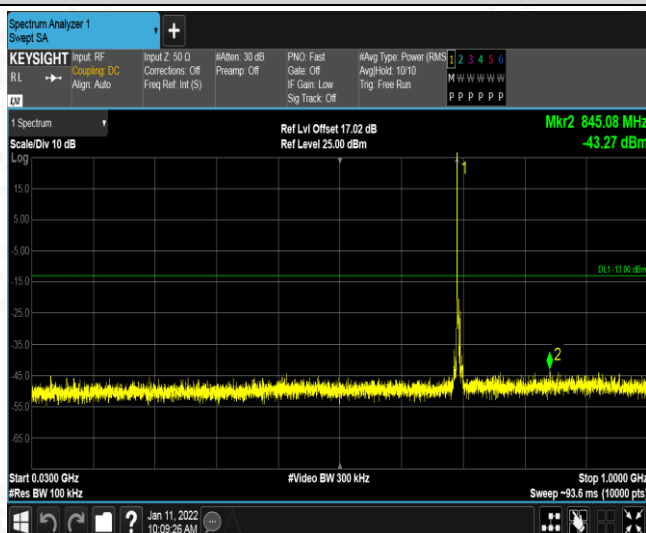 Spectrum Analyzer 1
Swept SA
+
KEYSIGHT
RL
LXI
Input: RF
Coupling: DC
Align: Auto
Input Z: 50 Ω
Corrections: Off
Freq Ref: Int (S)
#Atten: 30 dB
Preamp: Off
PNO: Fast
Gate: Off
IF Gain: Low
Sig Track: Off
#Avg Type: Power (RMS
Avg|Hold: 10/10
Trig: Free Run
1 2 3 4 5 6
M W W W W W
P P P P P P
1 Spectrum
Scale/Div 10 dB
Log
Ref Lvl Offset 17.02 dB
Ref Level 25.00 dBm
Mkr2 845.08 MHz
-43.27 dBm
1
15.0
5.00
-5.00
DL1 -13.00 dBm
-15.0
-25.0
-35.0
2
-45.0
-55.0
-65.0
Start 0.0300 GHz
#Res BW 100 kHz
#Video BW 300 kHz
Stop 1.0000 GHz
Sweep ~93.6 ms (10000 pts)
?
Jan 11, 2022
10:09:26 AM